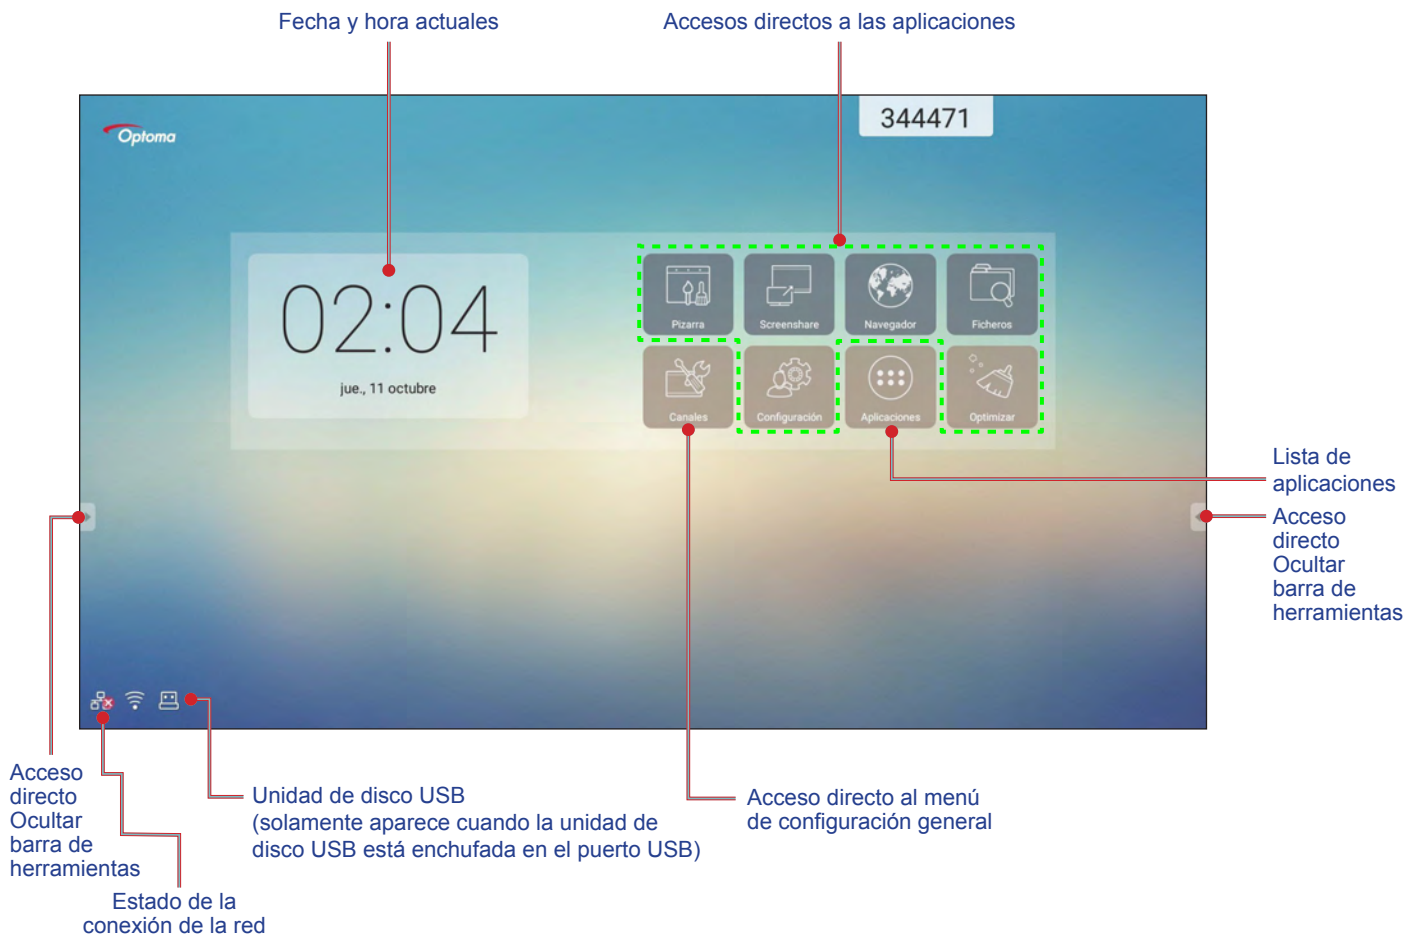 Fecha y hora actuales
Accesos directos a las aplicaciones
Optoma
344471
02:04
jue., 11 octubre
Pizarra
Screenshare
Navegador
Ficheros
Canales
Configuración
Aplicaciones
Optimizar
Lista de
aplicaciones
Acceso
directo
Ocultar
barra de
herramientas
Acceso
directo
Ocultar
barra de
herramientas
Unidad de disco USB
(solamente aparece cuando la unidad de
disco USB está enchufada en el puerto USB)
Acceso directo al menú
de configuración general
Estado de la
conexión de la red